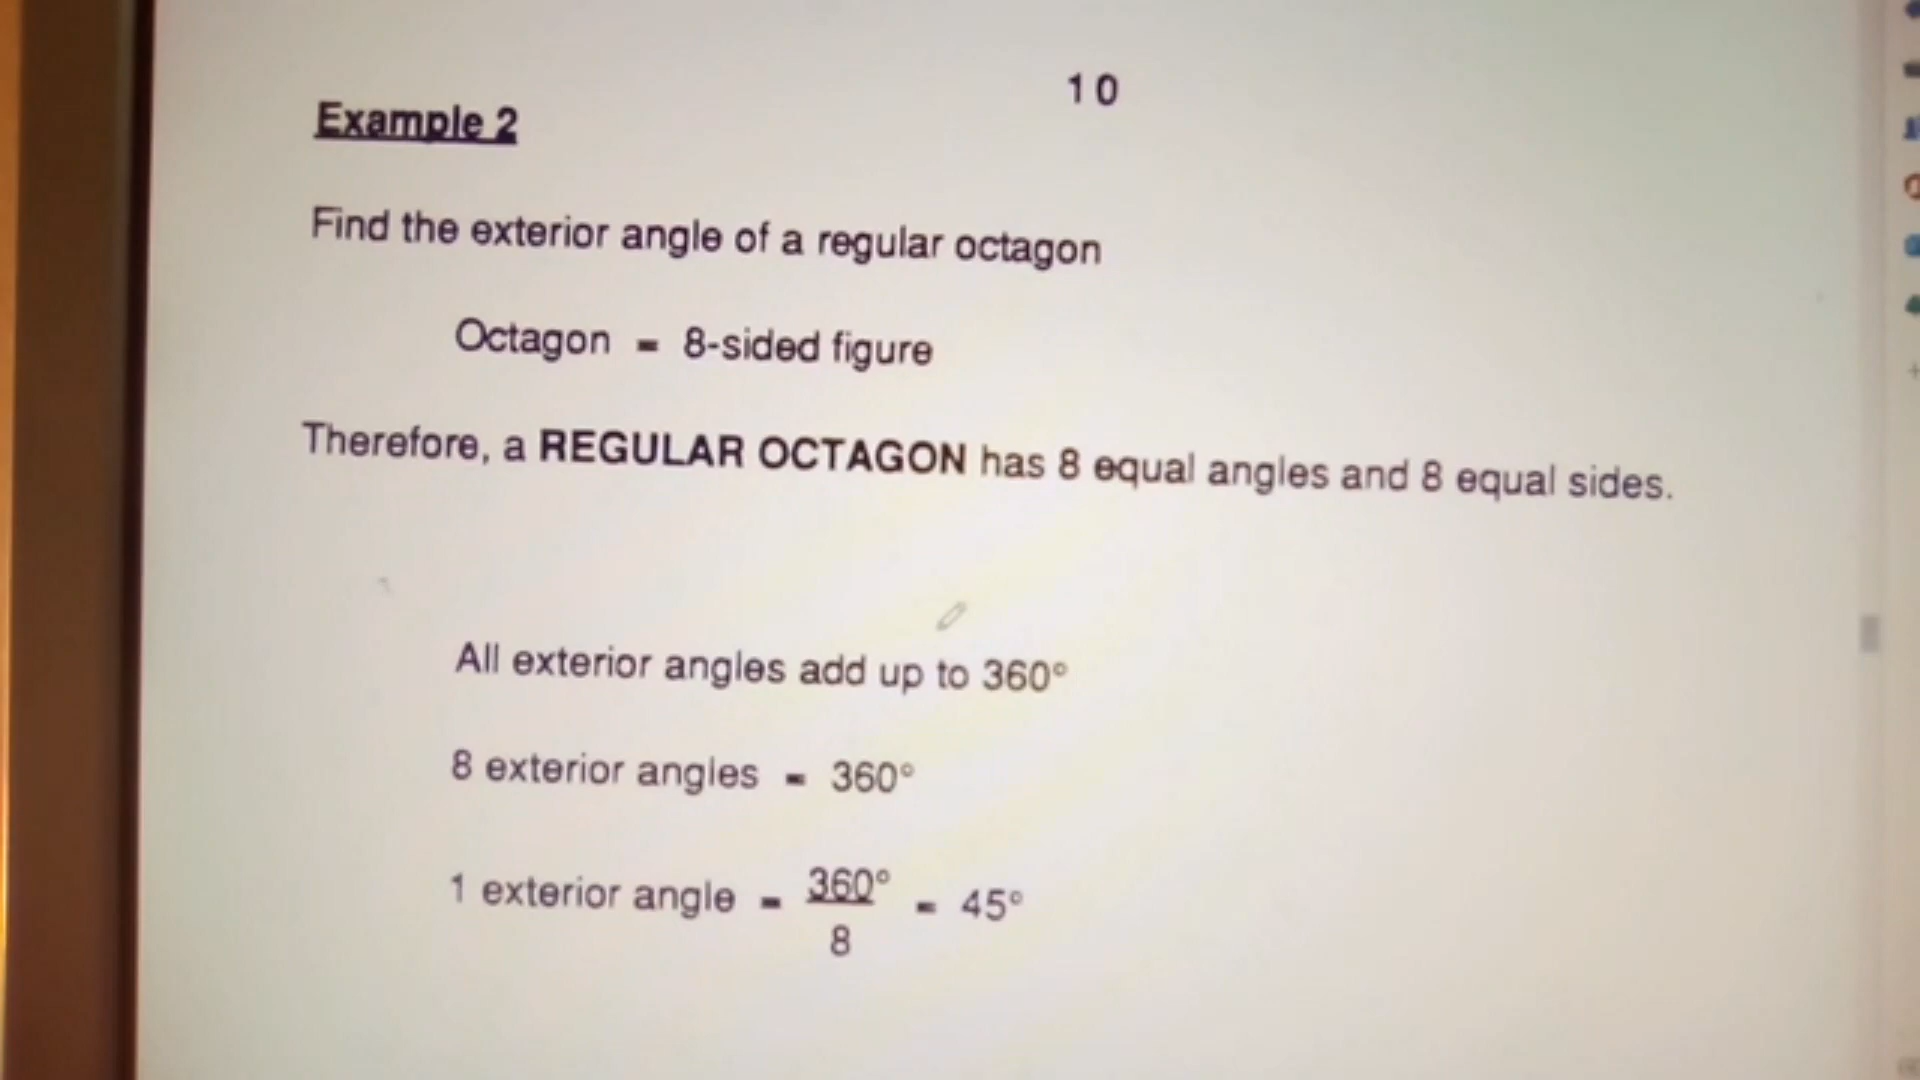 10
Example 2
Find the exterior angle of a regular octagon
Octagon = 8-sided figure
Therefore, a REGULAR OCTAGON has 8 equal angles and 8 equal sides.
All exterior angles add up to 360°
8 exterior angles = 360°
1 exterior angle = 360°/8 = 45°